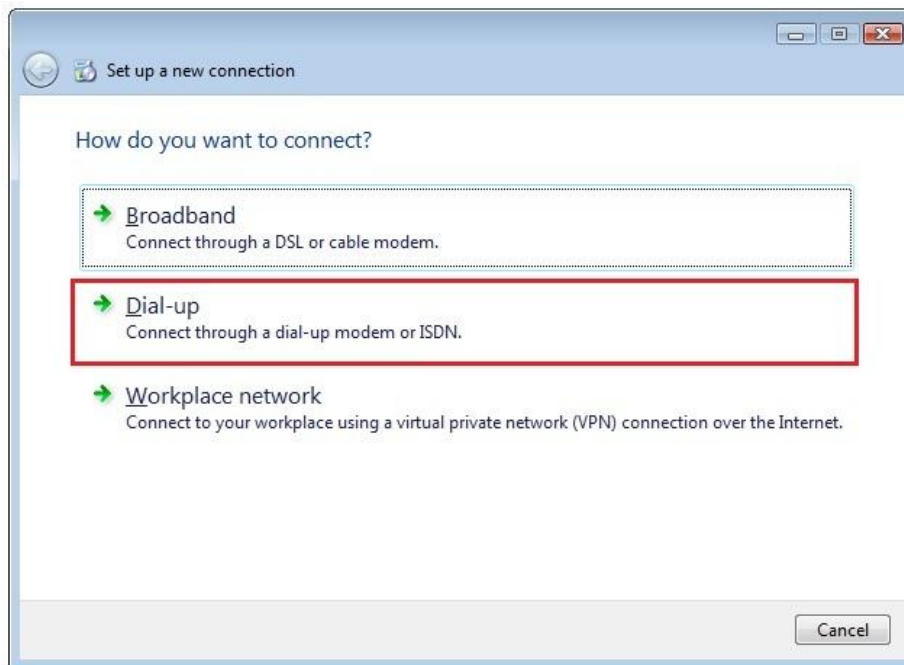 Set up a new connection
How do you want to connect?
Broadband
Connect through a DSL or cable modem.
Dial-up
Connect through a dial-up modem or ISDN.
Workplace network
Connect to your workplace using a virtual private network (VPN) connection over the Internet.
Cancel